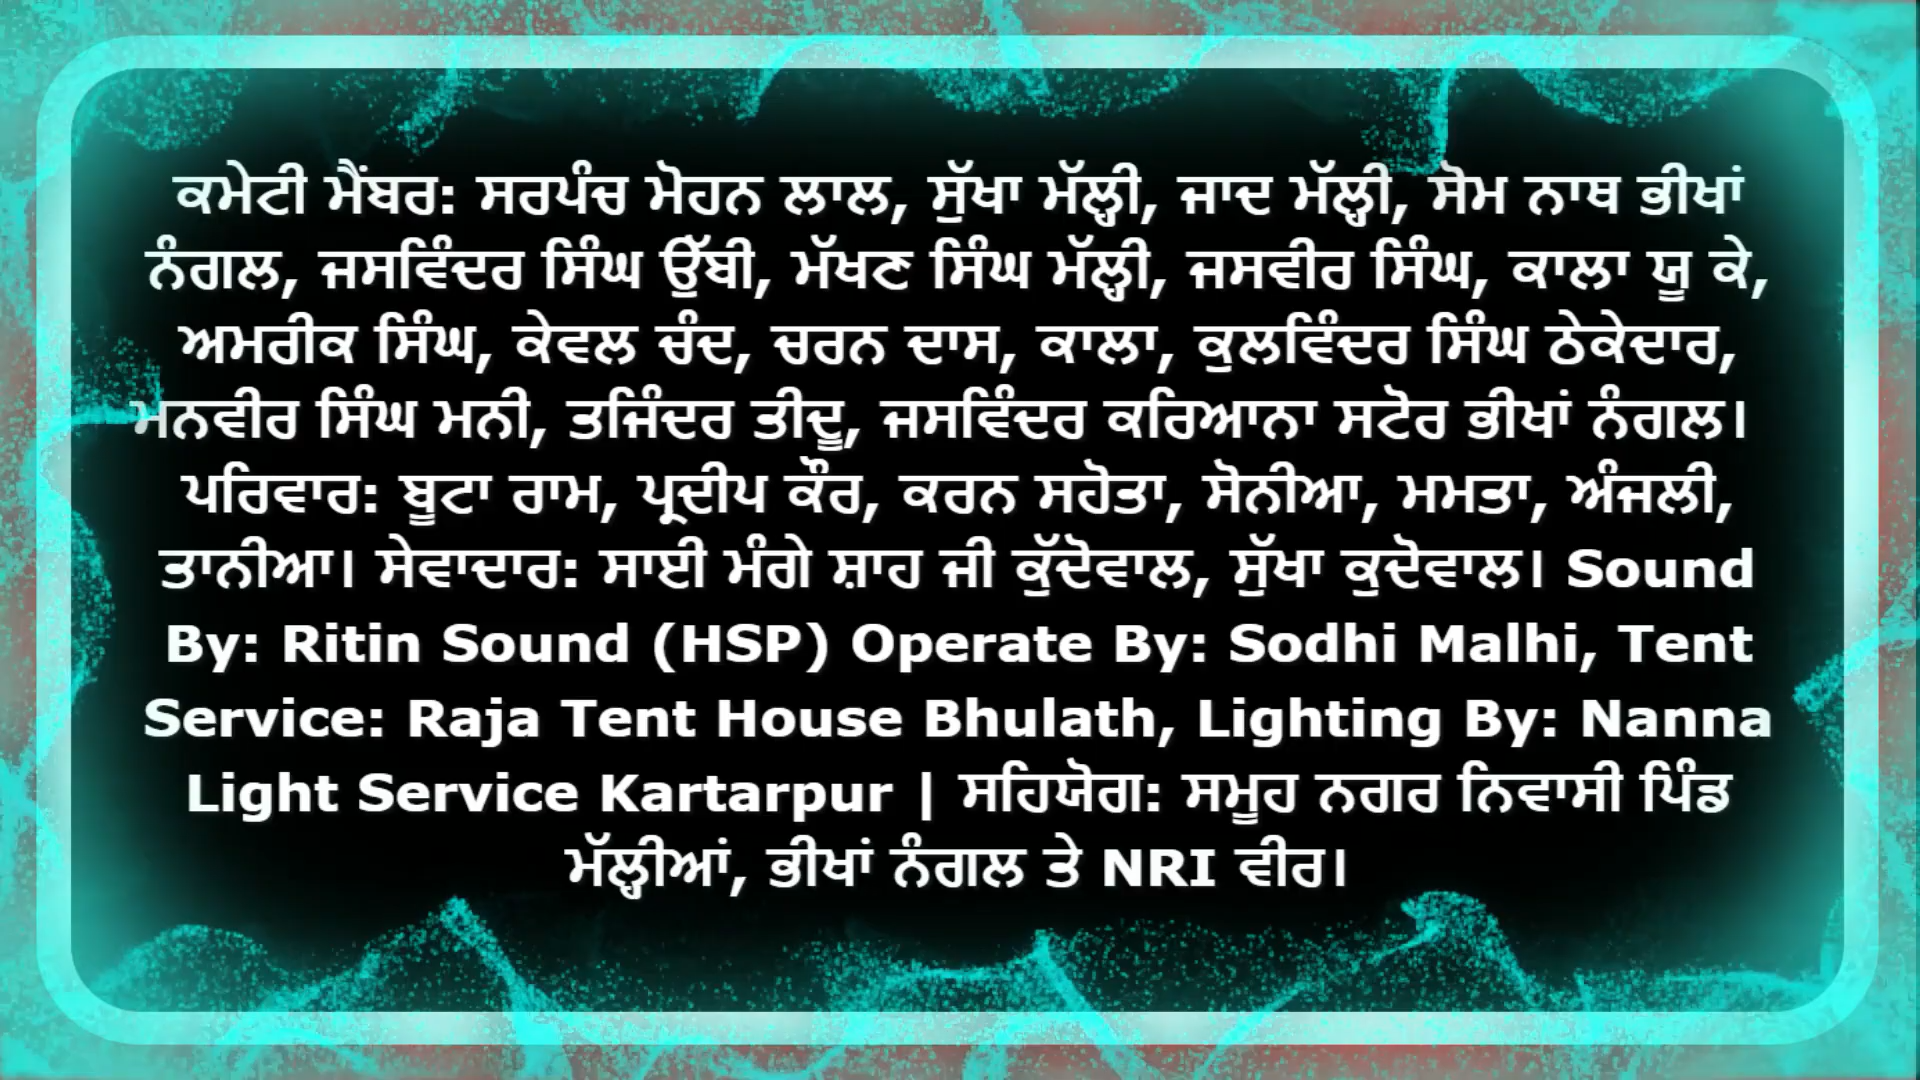 ਕਮੇਟੀ ਮੈਂਬਰ: ਸਰਪੰਚ ਮੋਹਨ ਲਾਲ, ਸੁੱਖਾ ਮੱਲ੍ਹੀ, ਜਾਦ ਮੱਲ੍ਹੀ, ਸੋਮ ਨਾਥ ਭੀਖਾਂ
ਨੰਗਲ, ਜਸਵਿੰਦਰ ਸਿੰਘ ਉੱਬੀ, ਮੱਖਣ ਸਿੰਘ ਮੱਲ੍ਹੀ, ਜਸਵੀਰ ਸਿੰਘ, ਕਾਲਾ ਯੂ ਕੇ,
ਅਮਰੀਕ ਸਿੰਘ, ਕੇਵਲ ਚੰਦ, ਚਰਨ ਦਾਸ, ਕਾਲਾ, ਕੁਲਵਿੰਦਰ ਸਿੰਘ ਠੇਕੇਦਾਰ,
ਮਨਵੀਰ ਸਿੰਘ ਮਨੀ, ਤਜਿੰਦਰ ਤੀਦੂ, ਜਸਵਿੰਦਰ ਕਰਿਆਨਾ ਸਟੋਰ ਭੀਖਾਂ ਨੰਗਲ।
ਪਰਿਵਾਰ: ਬੂਟਾ ਰਾਮ, ਪ੍ਰਦੀਪ ਕੌਰ, ਕਰਨ ਸਹੋਤਾ, ਸੋਨੀਆ, ਮਮਤਾ, ਅੰਜਲੀ,
ਤਾਨੀਆ। ਸੇਵਾਦਾਰ: ਸਾਈ ਮੰਗੇ ਸ਼ਾਹ ਜੀ ਕੁੱਦੋਵਾਲ, ਸੁੱਖਾ ਕੁਦੋਵਾਲ। Sound
By: Ritin Sound (HSP) Operate By: Sodhi Malhi, Tent
Service: Raja Tent House Bhulath, Lighting By: Nanna
Light Service Kartarpur | ਸਹਿਯੋਗ: ਸਮੂਹ ਨਗਰ ਨਿਵਾਸੀ ਪਿੰਡ
ਮੱਲ੍ਹੀਆਂ, ਭੀਖਾਂ ਨੰਗਲ ਤੇ NRI ਵੀਰ।